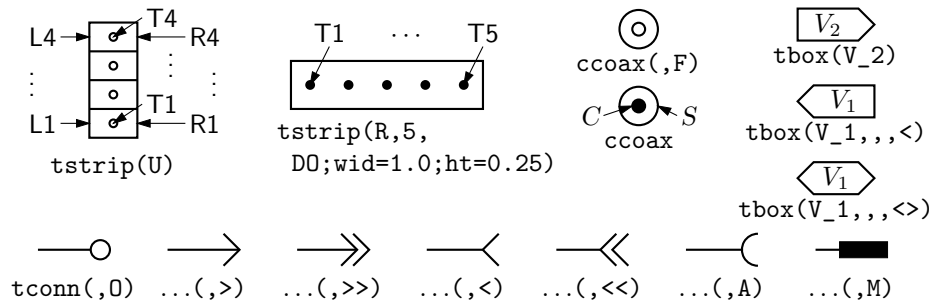 T4
L4
R4
⋮
⋮
T1
L1
R1
tstrip(U)
T1 ··· T5
tstrip(R,5,
DO;wid=1.0;ht=0.25)
ccoax(,F)
C
S
ccoax
V_2
tbox(V_2)
V_1
tbox(V_1,,,<)
V_1
tbox(V_1,,,<>)
tconn(,O) ...(,>) ...(,>>) ...(,<) ...(,<<) ...(,A) ...(,M)